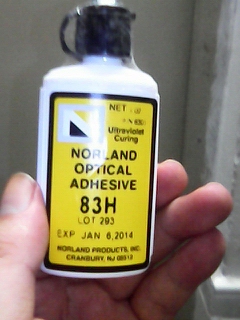 NET
Ultraviolet
Curing
NORLAND
OPTICAL
ADHESIVE
83H
LOT 293
EXP JAN 6,2014
NORLAND PRODUCTS, INC.
CRANBURY, NJ 08512